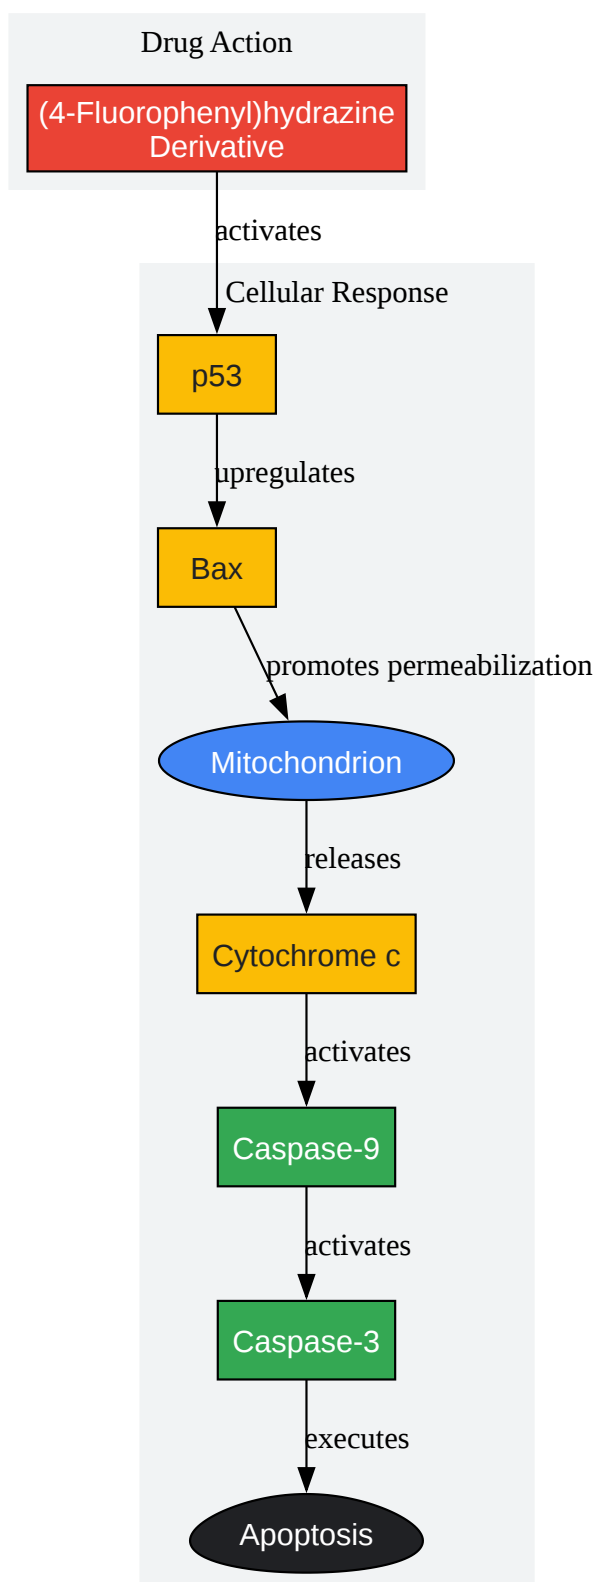 Drug Action
(4-Fluorophenyl)hydrazine
Derivative
activates
Cellular Response
p53
upregulates
Bax
promotes permeabilization
Mitochondrion
releases
Cytochrome c
activates
Caspase-9
activates
Caspase-3
executes
Apoptosis